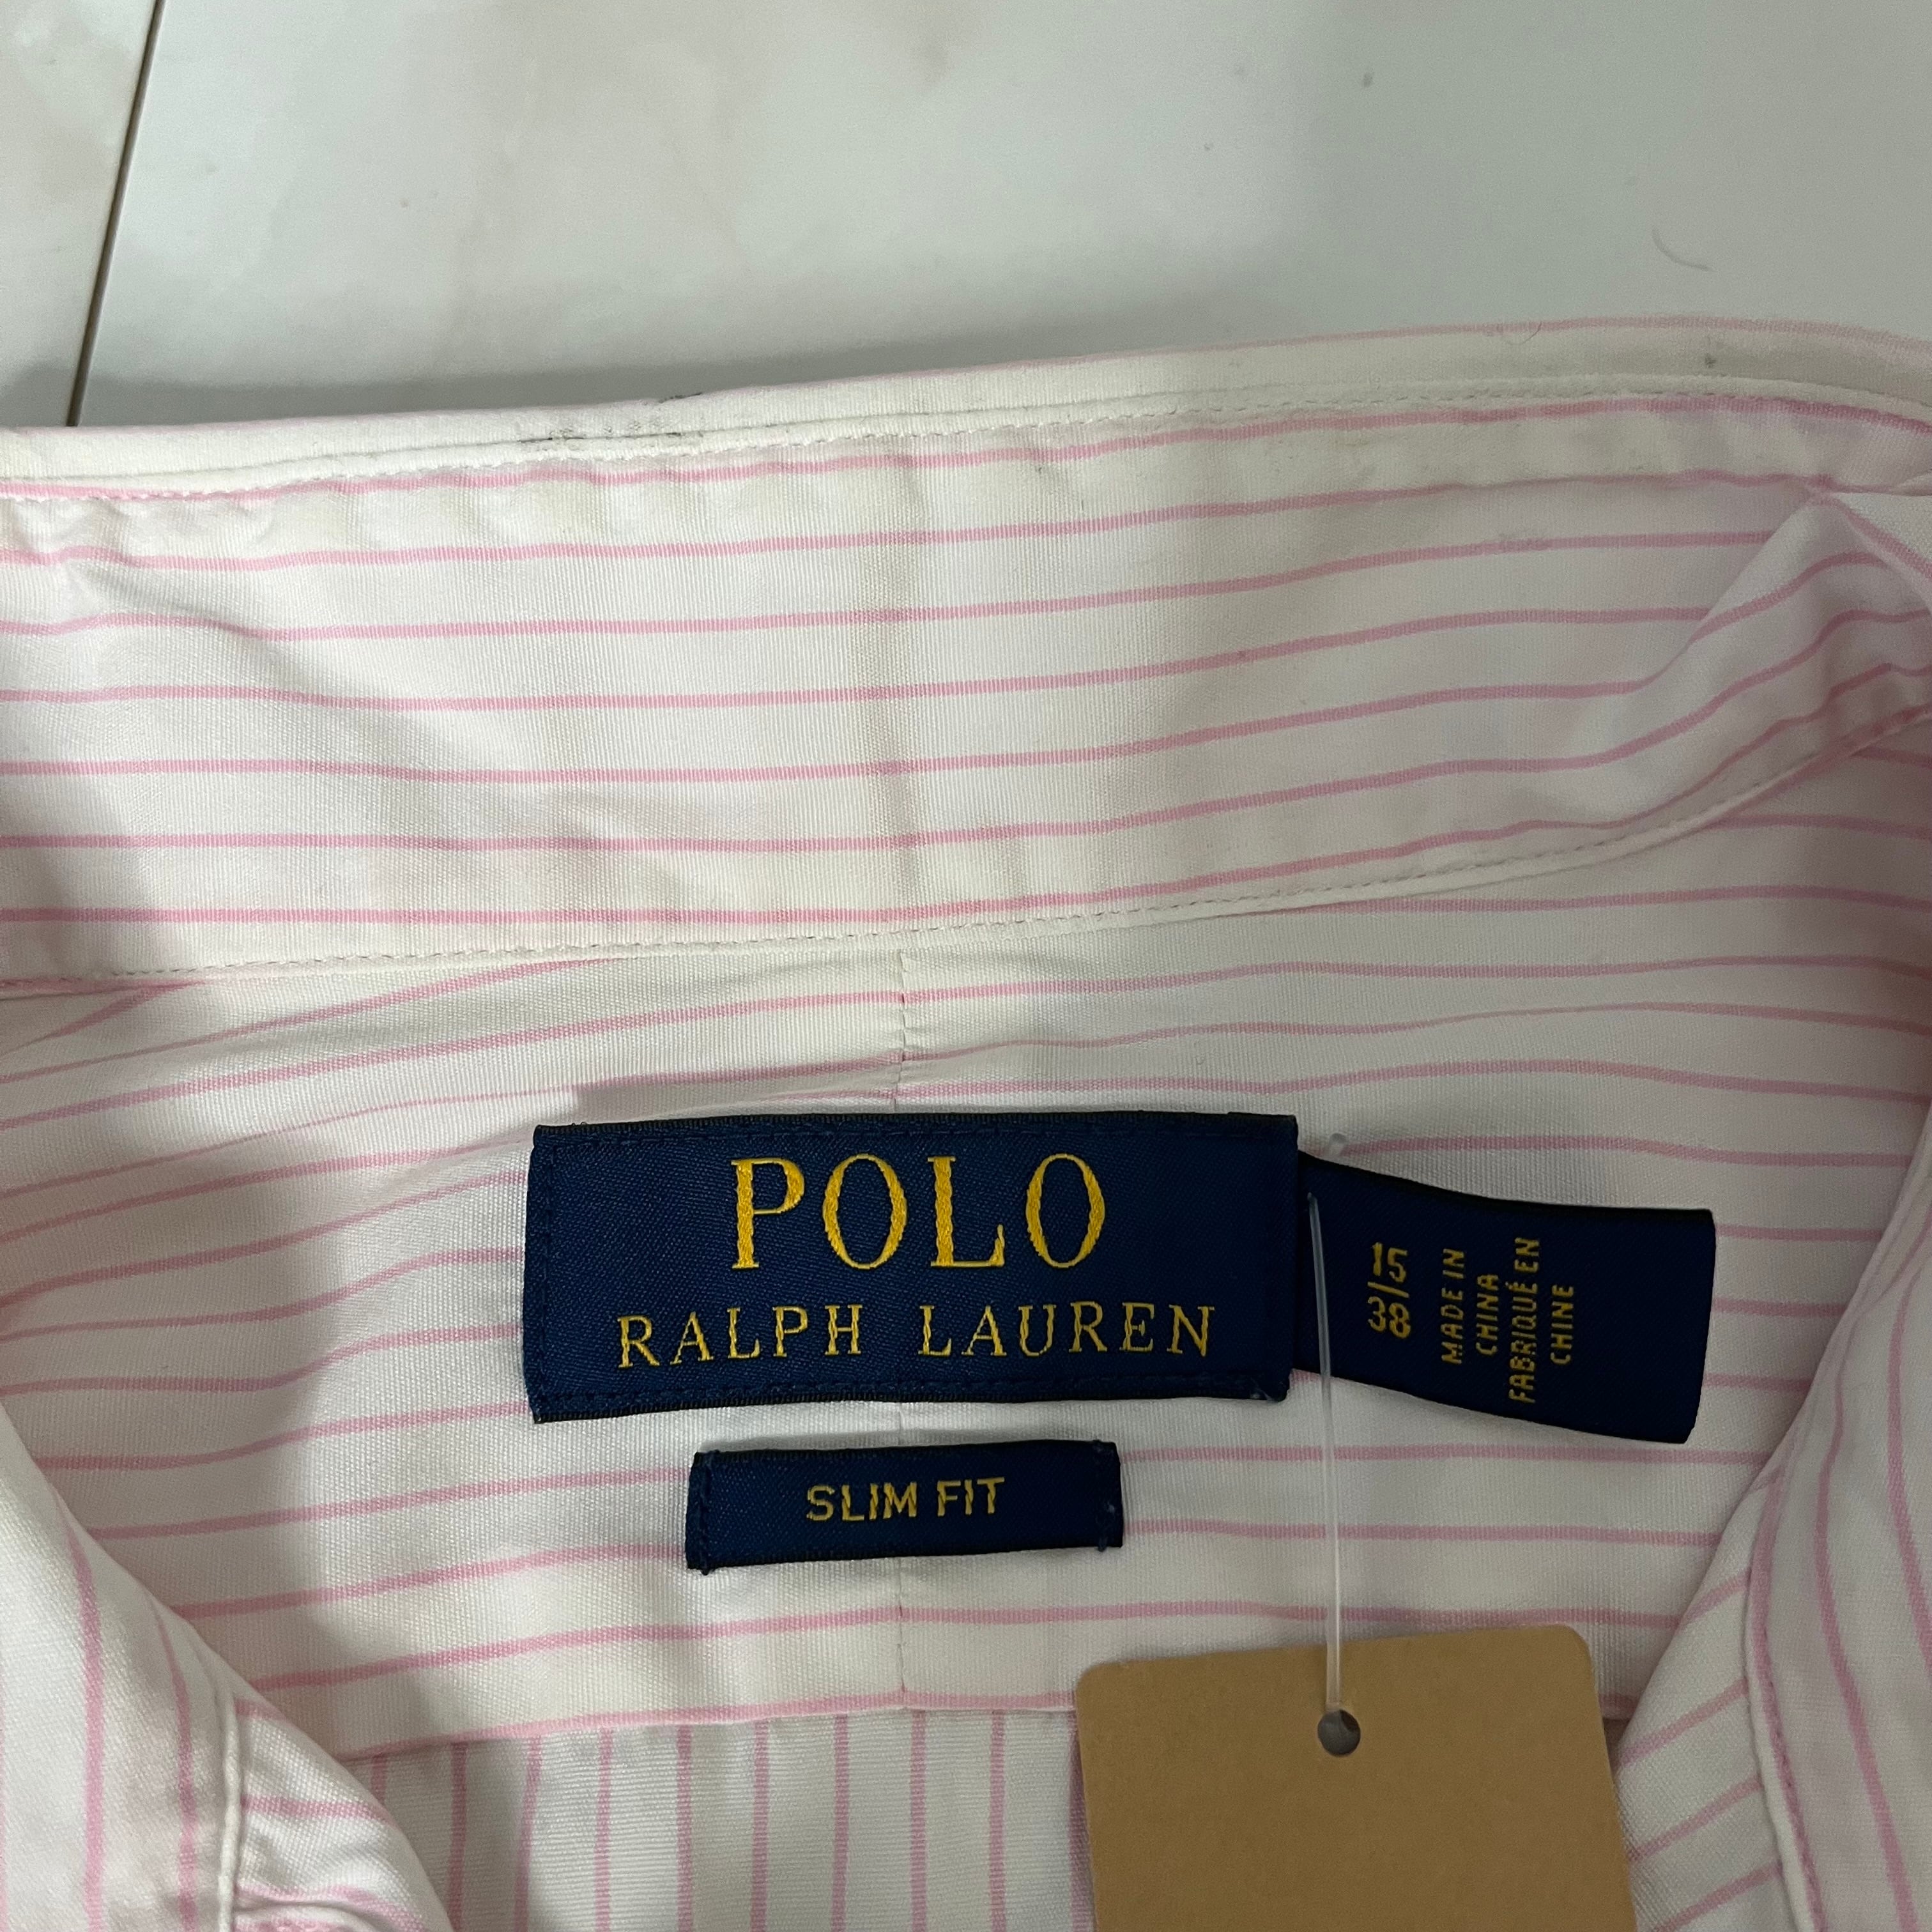 POLO
RALPH LAUREN
SLIM FIT
38/15
MADE IN
CHINA
FABRIQUÉ EN
CHINE